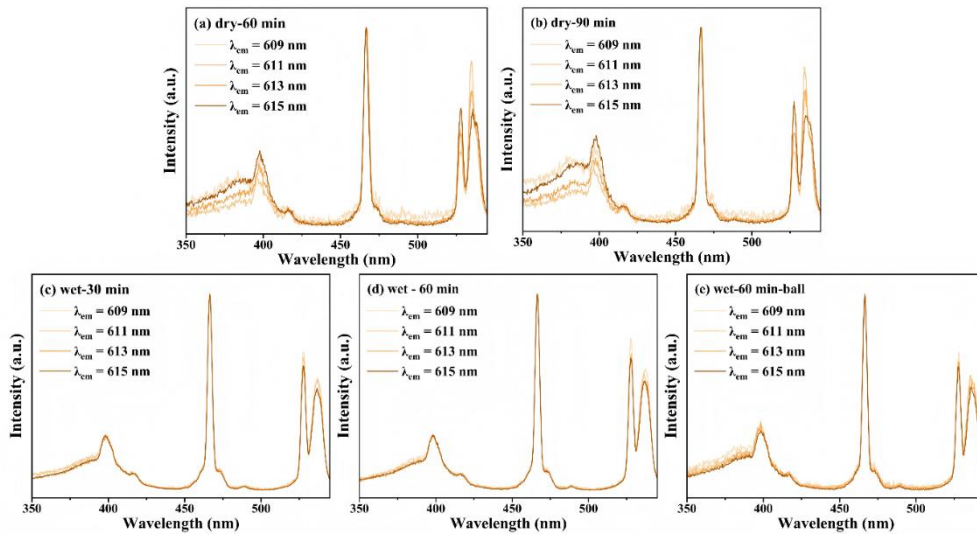 (a) dry-60 min
λem = 609 nm
λem = 611 nm
λem = 613 nm
λem = 615 nm
Intensity (a.u.)
350 400 450 500
Wavelength (nm)
(b) dry-90 min
λem = 609 nm
λem = 611 nm
λem = 613 nm
λem = 615 nm
Intensity (a.u.)
350 400 450 500
Wavelength (nm)
(c) wet-30 min
λem = 609 nm
λem = 611 nm
λem = 613 nm
λem = 615 nm
Intensity (a.u.)
350 400 450 500
Wavelength (nm)
(d) wet - 60 min
λem = 609 nm
λem = 611 nm
λem = 613 nm
λem = 615 nm
Intensity (a.u.)
350 400 450 500
Wavelength (nm)
(e) wet-60 min-ball
λem = 609 nm
λem = 611 nm
λem = 613 nm
λem = 615 nm
Intensity (a.u.)
350 400 450 500
Wavelength (nm)